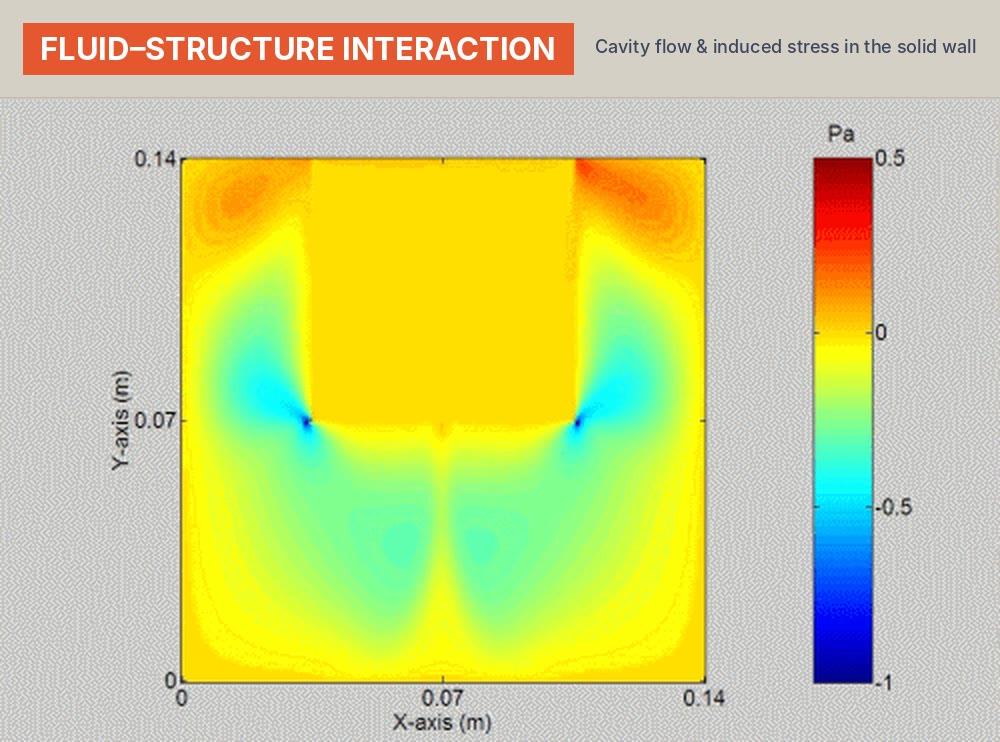 FLUID–STRUCTURE INTERACTION
Cavity flow & induced stress in the solid wall
Pa
0.14
0.5
0
Y-axis (m)
0.07
-0.5
0
-1
0
0.07
0.14
X-axis (m)